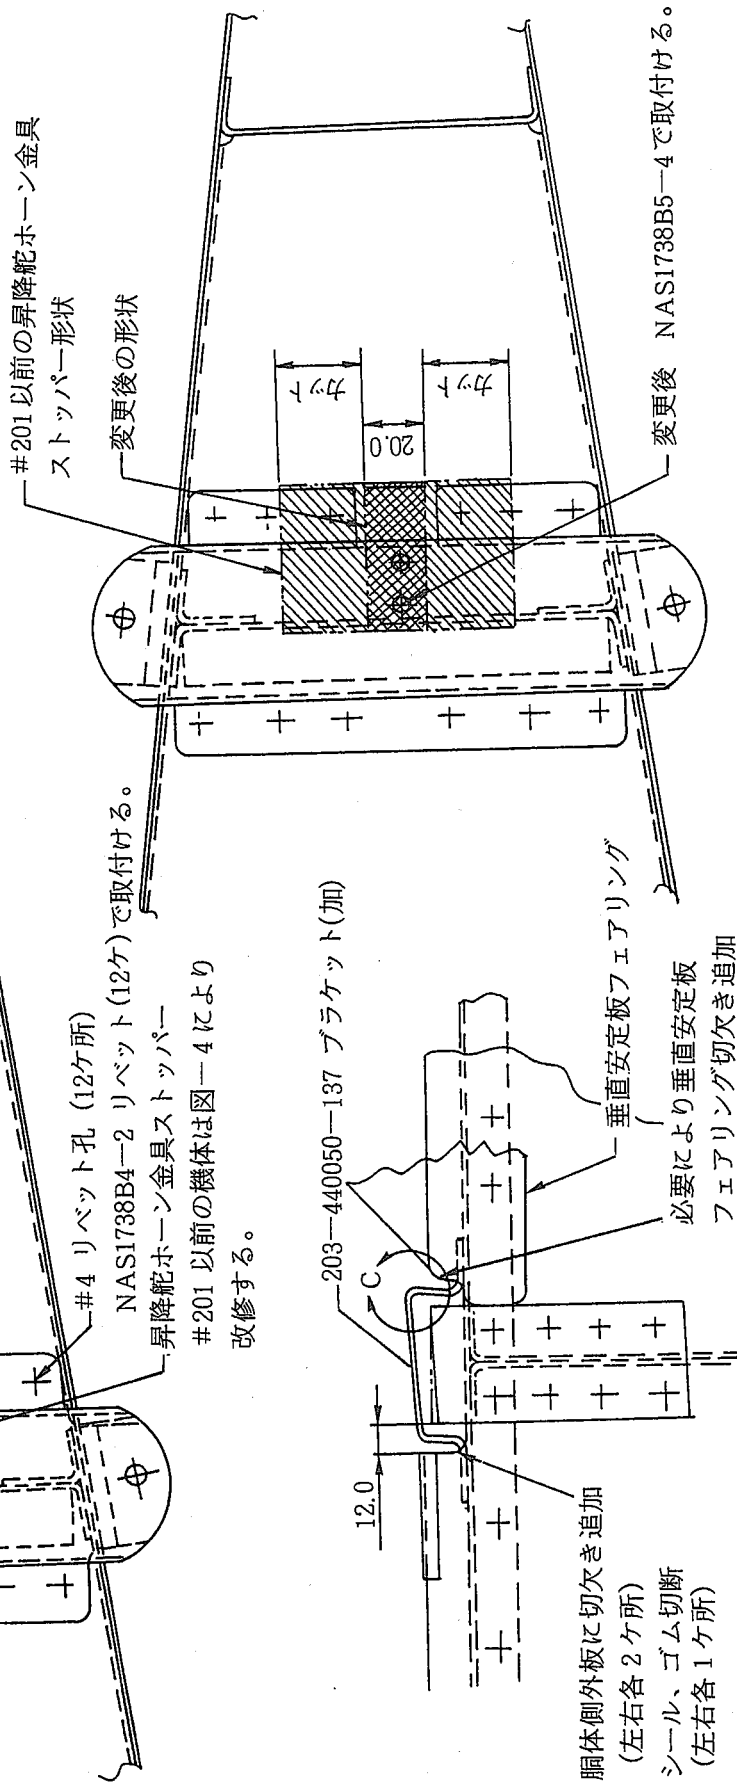 #4 リベット孔 (12ケ所)
NAS1738B4—2 リベット(12ケ)で取付ける。
昇降舵ホーン金具ストッパー
#201 以前の機体は図—4により
改修する。
#201 以前の昇降舵ホーン金具
ストッパー形状
変更後の形状
カット
20.0
カット
変更後 NAS1738B5—4で取付ける。
203—440050—137 ブラケット(加)
C
12.0
垂直安定板フェアリング
必要により垂直安定板
フェアリング切欠き追加
胴体側外板に切欠き追加
(左右各2ケ所)
シール、ゴム切断
(左右各1ケ所)